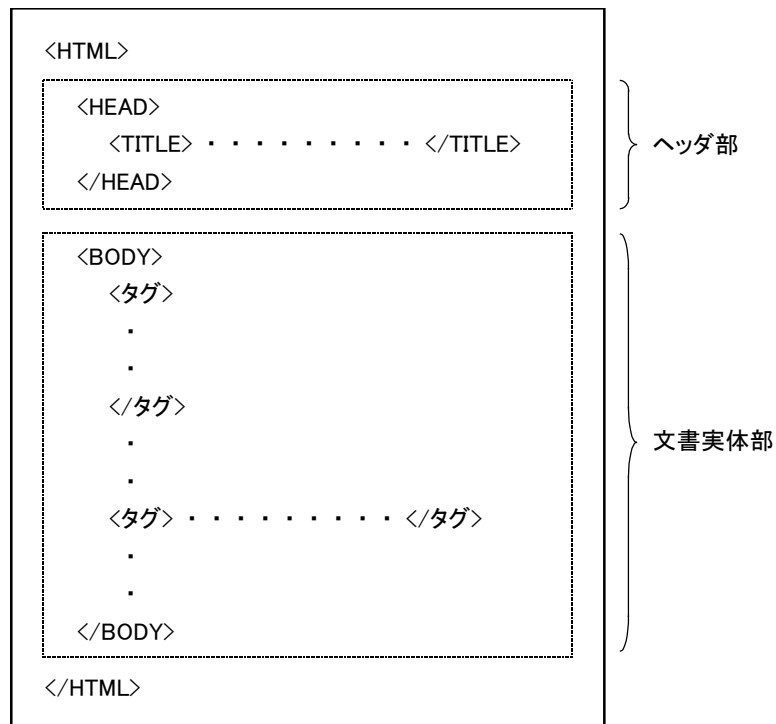 <HTML>
<HEAD>
<TITLE> ・ ・ ・ ・ ・ ・ ・ ・ ・ </TITLE>
</HEAD>
ヘッダ部
<BODY>
<タグ>
・
・
</タグ>
・
・
文書実体部
<タグ> ・ ・ ・ ・ ・ ・ ・ ・ ・ </タグ>
・
・
</BODY>
</HTML>